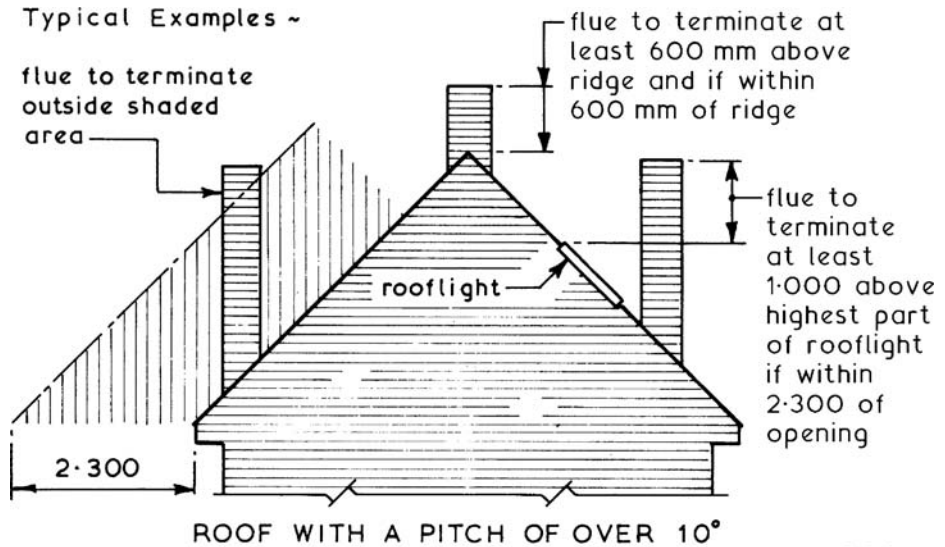 Typical Examples ~
flue to terminate
outside shaded
area
flue to terminate at
least 600 mm above
ridge and if within
600 mm of ridge
flue to
terminate
at least
1·000 above
highest part
of rooflight
if within
2·300 of
opening
rooflight
2·300
ROOF WITH A PITCH OF OVER 10°